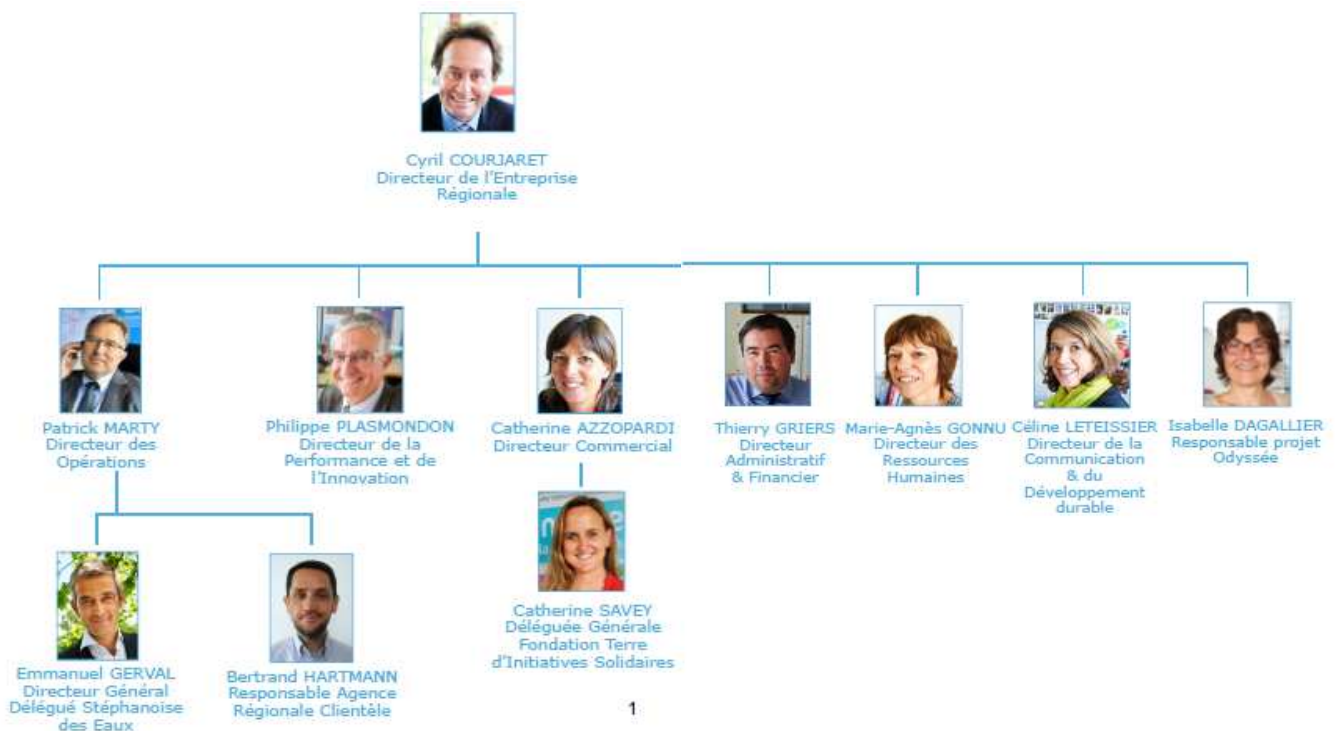 Cyril COURJARET
Directeur de l'Entreprise
Régionale
Patrick MARTY
Directeur des
Opérations
Philippe PLASMONDON
Directeur de la
Performance et de
l'Innovation
Catherine AZZOPARDI
Directeur Commercial
Thierry GRIERS
Directeur
Administratif
& Financier
Marie-Agnès GONNU
Directeur des
Ressources
Humaines
Céline LETEISSIER
Directeur de la
Communication
& du
Développement
durable
Isabelle DAGALLIER
Responsable projet
Odyssée
Emmanuel GERVAL
Directeur Général
Délégué Stéphanoise
des Eaux
Bertrand HARTMANN
Responsable Agence
Régionale Clientèle
Catherine SAVEY
Déléguée Générale
Fondation Terre
d'Initiatives Solidaires
1